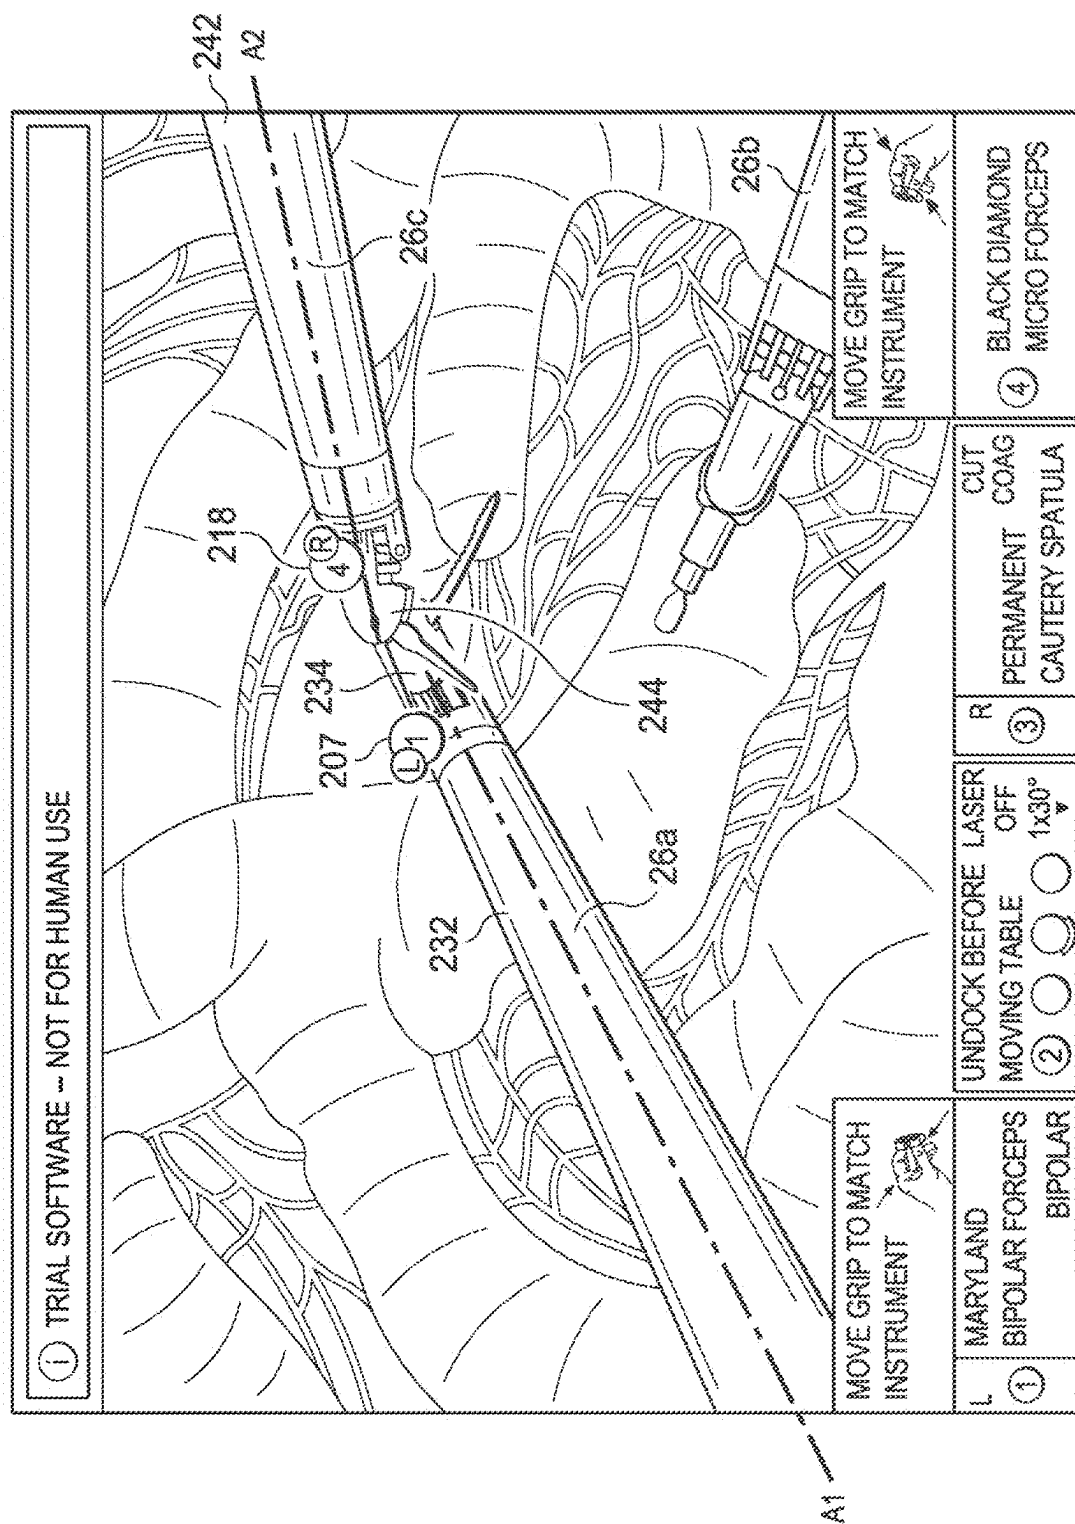 ⓘ TRIAL SOFTWARE – NOT FOR HUMAN USE
242
A2
218
26c
R
4
234
207
L
1
26b
244
232
26a
A1
MOVE GRIP TO MATCH
INSTRUMENT
MOVE GRIP TO MATCH
INSTRUMENT
L
① MARYLAND
BIPOLAR FORCEPS
BIPOLAR
UNDOCK BEFORE LASER
MOVING TABLE OFF
② 1x30°
R
③ PERMANENT CUT
CAUTERY SPATULA COAG
④ BLACK DIAMOND
MICRO FORCEPS